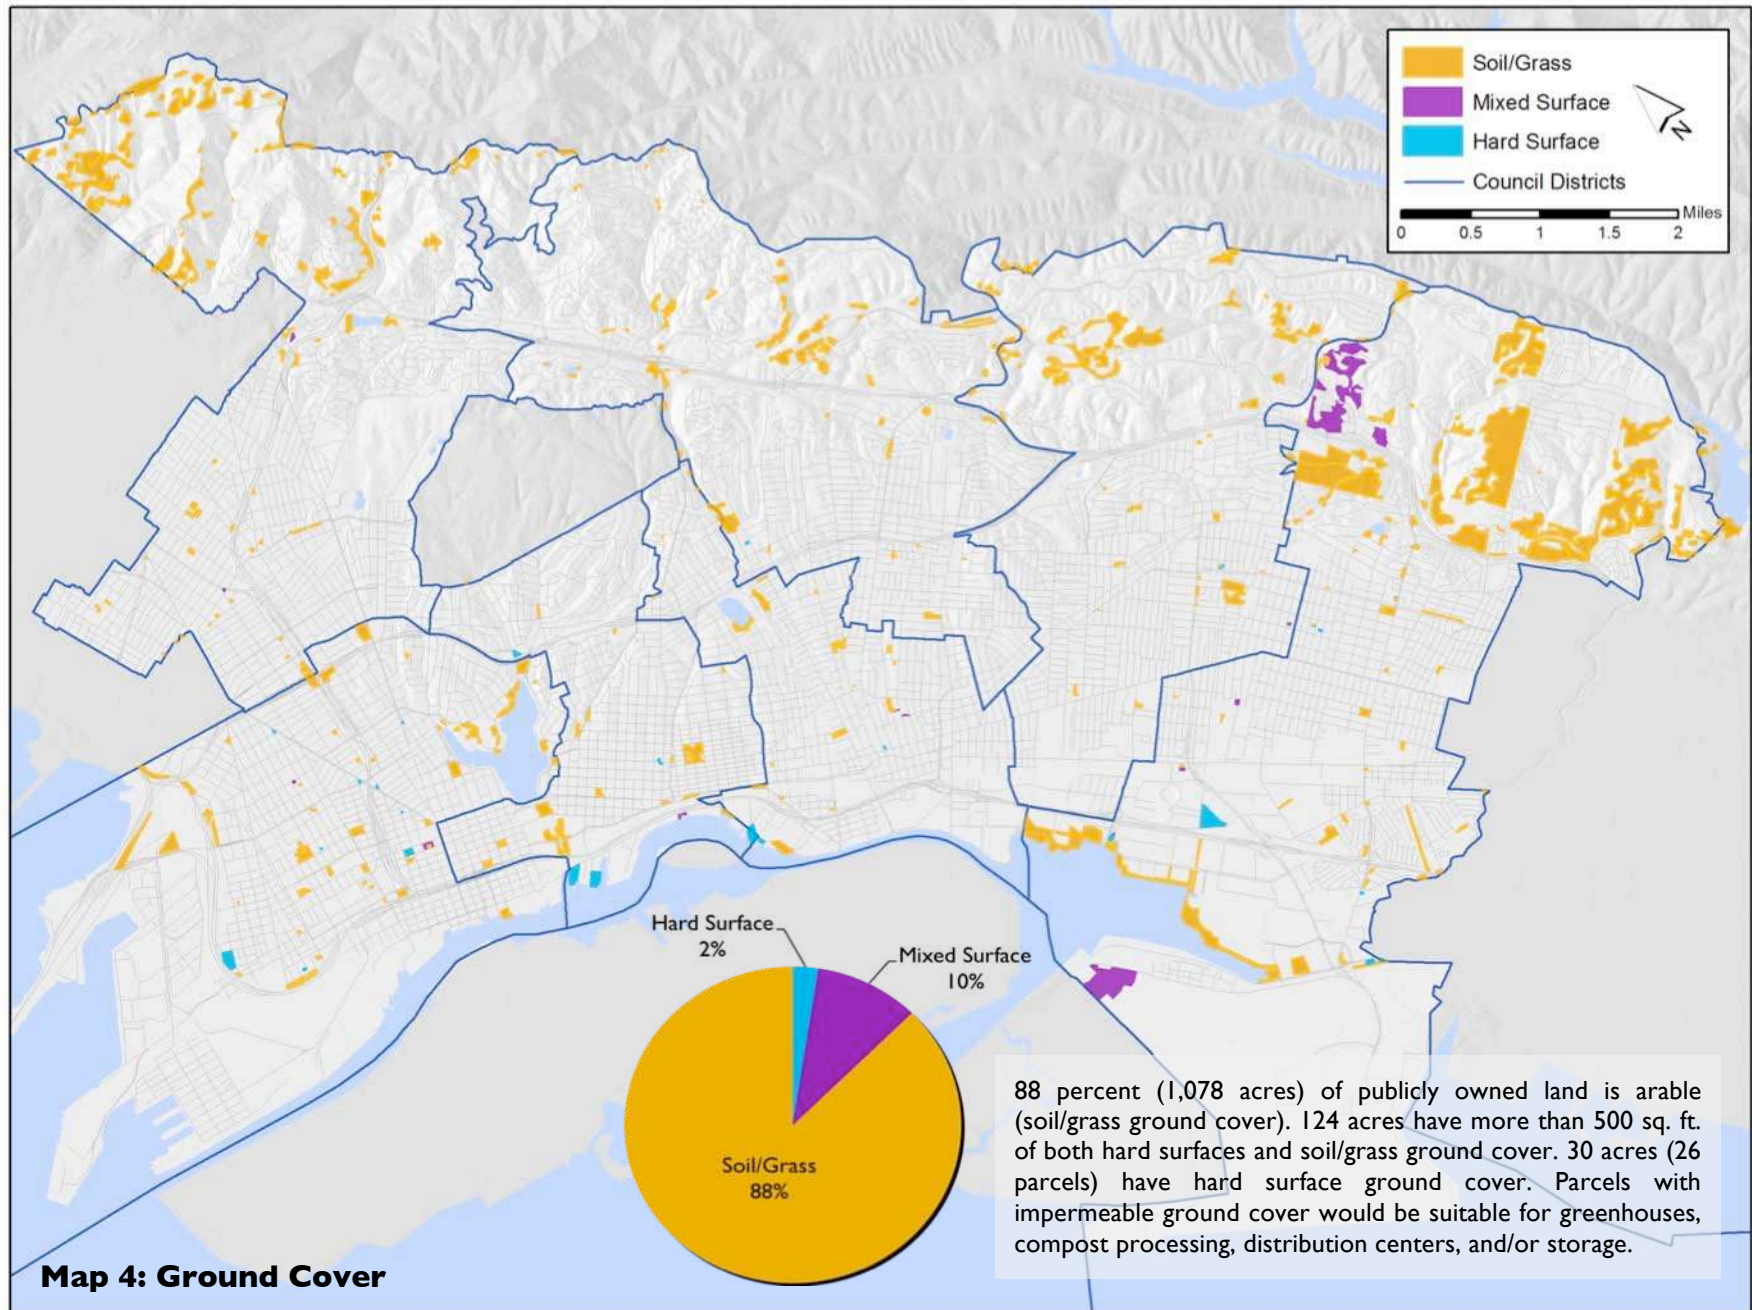 Soil/Grass
Mixed Surface
Hard Surface
Council Districts
N
Miles
0 0.5 1 1.5 2
Hard Surface
2%
Mixed Surface
10%
Soil/Grass
88%
88 percent (1,078 acres) of publicly owned land is arable
(soil/grass ground cover). 124 acres have more than 500 sq. ft.
of both hard surfaces and soil/grass ground cover. 30 acres (26
parcels) have hard surface ground cover. Parcels with
impermeable ground cover would be suitable for greenhouses,
compost processing, distribution centers, and/or storage.
Map 4: Ground Cover